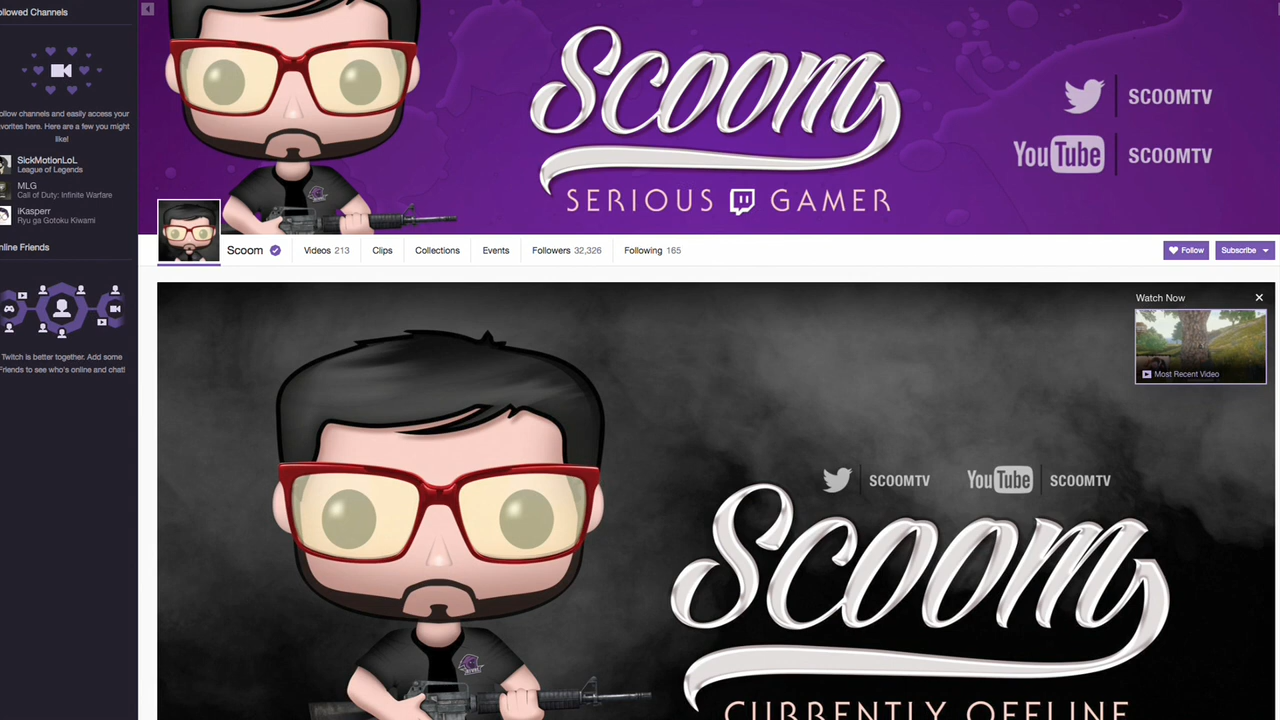 ollowed Channels
ollow channels and easily access your
avorites here. Here are a few you might
like!
SickMotionLoL
League of Legends
MLG
Call of Duty: Infinite Warfare
iKasperr
Ryu ga Gotoku Kiwami
nline Friends
Twitch is better together. Add some
Friends to see who's online and chat!
Scoom
SERIOUS GAMER
SCOOMTV
YouTube SCOOMTV
Scoom
Videos 213
Clips
Collections
Events
Followers 32,326
Following 165
Follow
Subscribe
Watch Now
Most Recent Video
SCOOMTV
YouTube SCOOMTV
Scoom
CURRENTLY OFFLINE